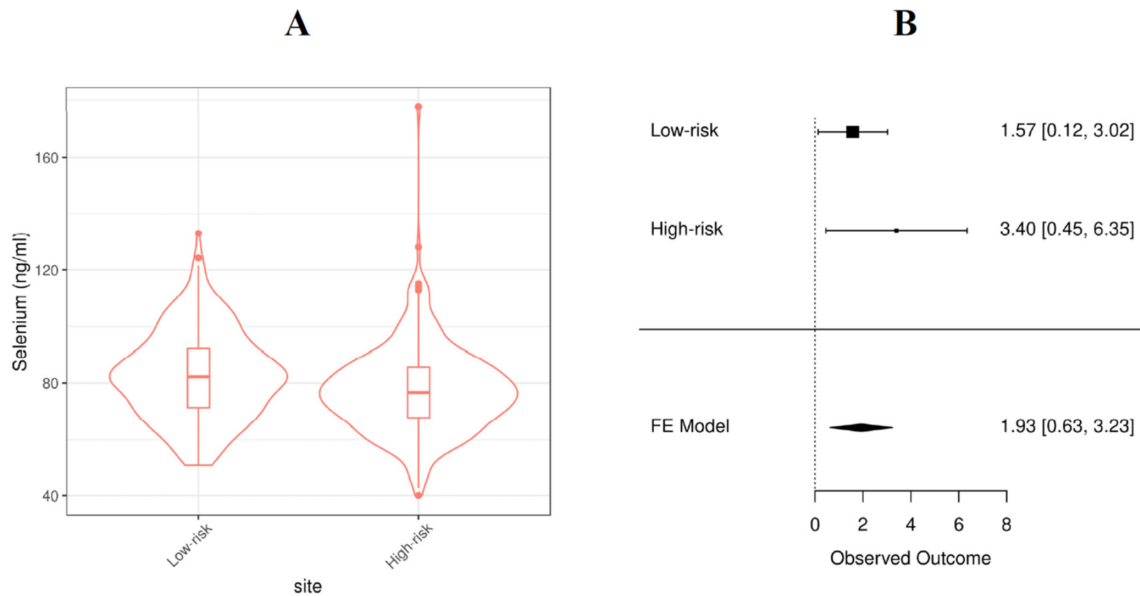 A
B
Selenium (ng/ml)
160
120
80
40
Low-risk
High-risk
site
Low-risk 1.57 [0.12, 3.02]
High-risk 3.40 [0.45, 6.35]
FE Model 1.93 [0.63, 3.23]
0 2 4 6 8
Observed Outcome